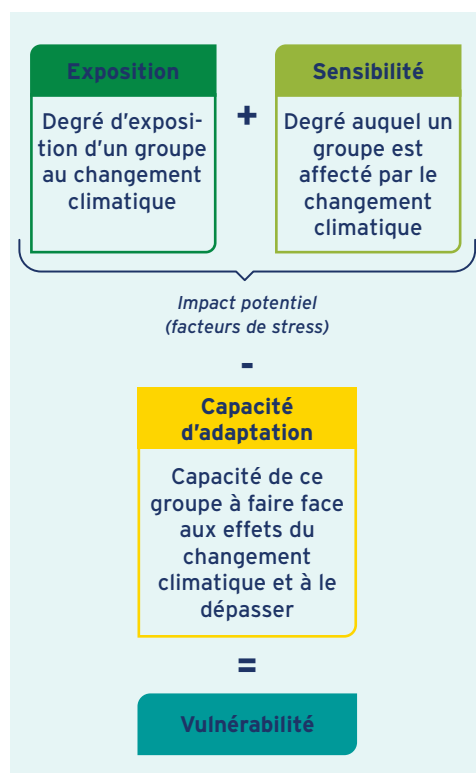 Exposition
Degré d’exposi-
tion d’un groupe
au changement
climatique
+
Sensibilité
Degré auquel un
groupe est
affecté par le
changement
climatique
Impact potentiel
(facteurs de stress)
-
Capacité
d’adaptation
Capacité de ce
groupe à faire face
aux effets du
changement
climatique et à le
dépasser
=
Vulnérabilité